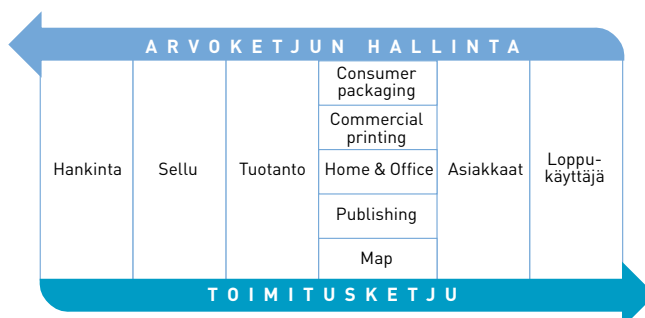 ARVOKETJUN HALLINTA
Hankinta
Sellu
Tuotanto
Consumer
packaging
Commercial
printing
Home & Office
Publishing
Map
Asiakkaat
Loppu-
käyttäjä
TOIMITUSKETJU